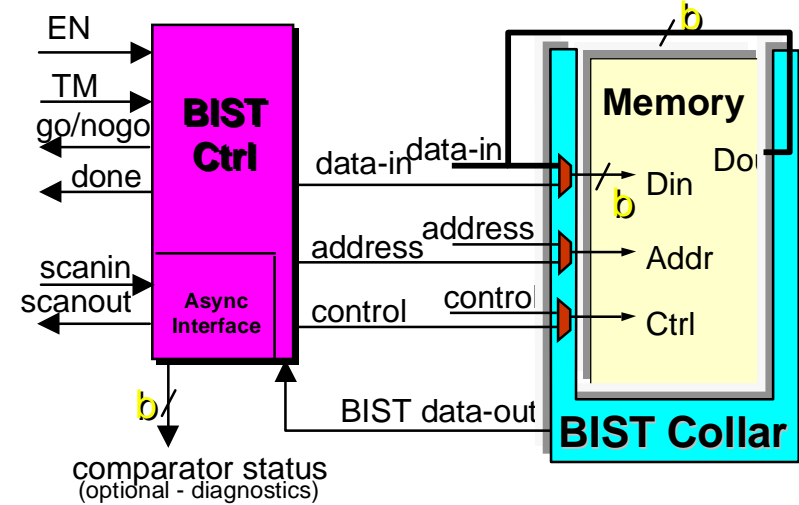 EN
TM
go/nogo
done
scanin
scanout
BIST
Ctrl
Async
Interface
b
comparator status
(optional - diagnostics)
data-in
data-in
address
address
control
control
BIST data-out
b
Memory
Dou
b
Din
Addr
Ctrl
BIST Collar